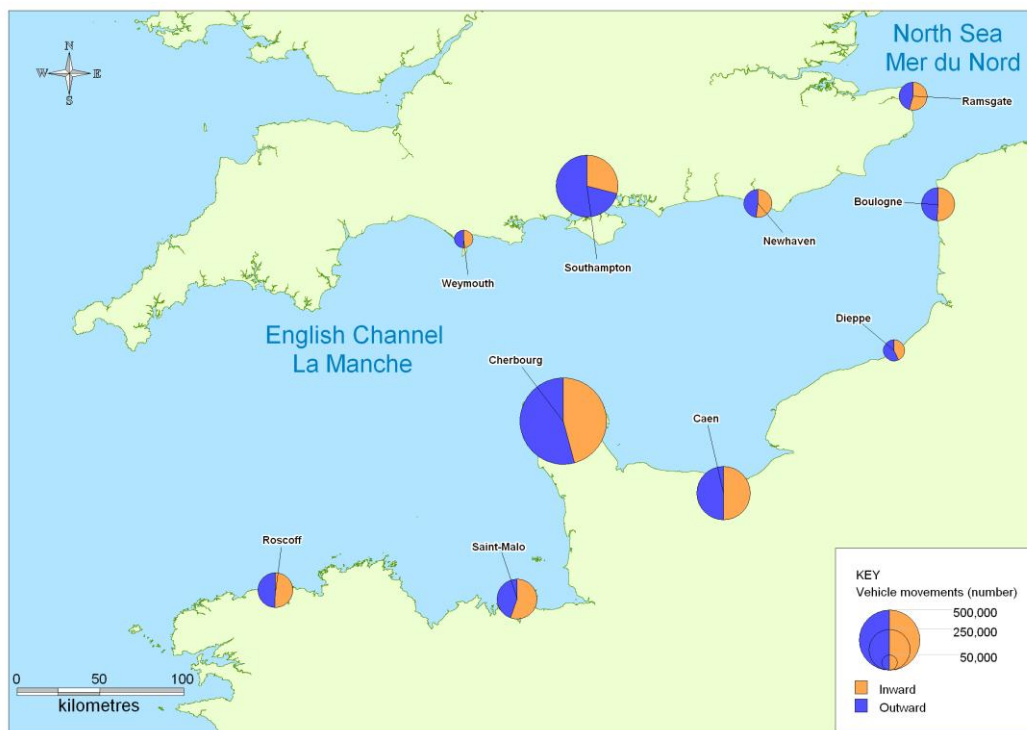 North Sea
Mer du Nord
N
W E
S
Ramsgate
Boulogne
Newhaven
Southampton
Weymouth
Dieppe
English Channel
La Manche
Cherbourg
Caen
Roscoff
Saint-Malo
KEY
Vehicle movements (number)
500,000
250,000
50,000
Inward
Outward
0 50 100
kilometres